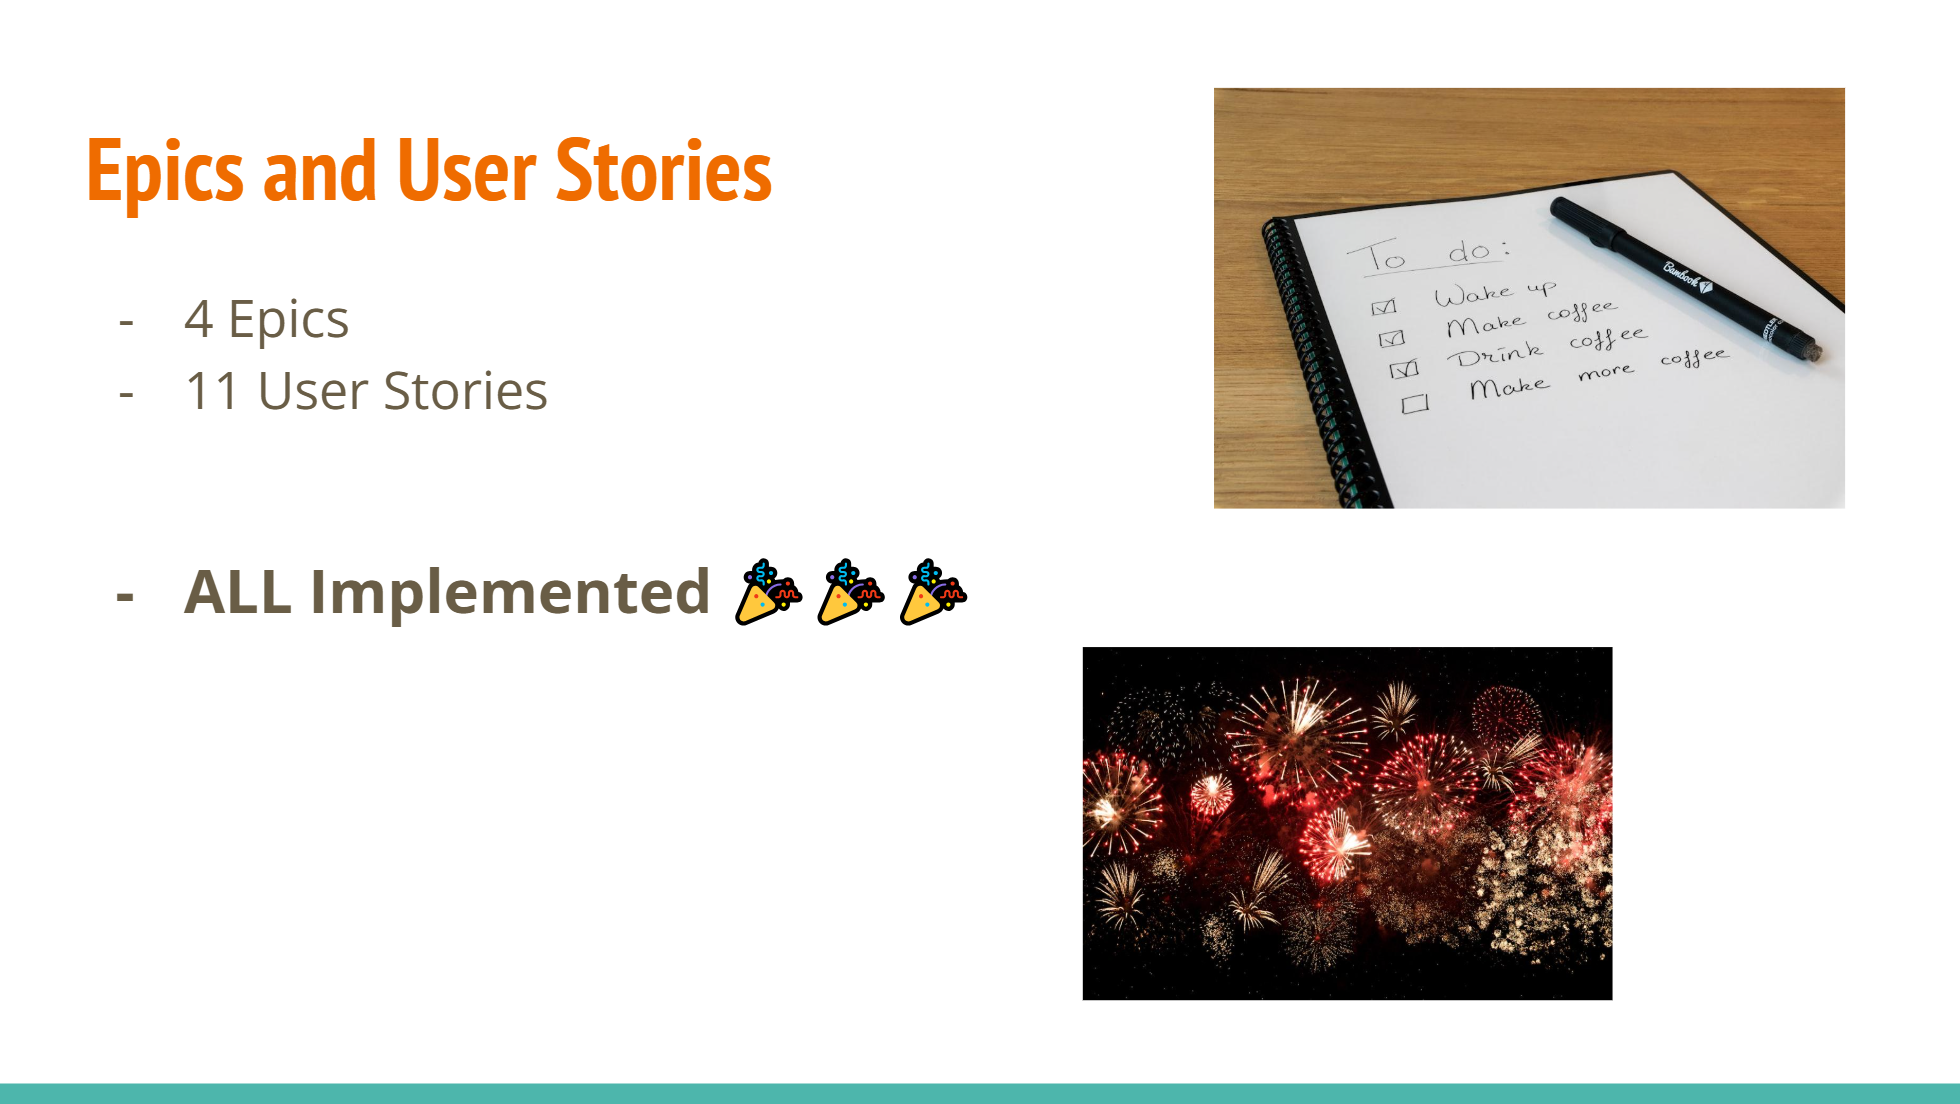 Epics and User Stories
- 4 Epics
- 11 User Stories
- ALL Implemented 🎉🎉🎉
To do:
Wake up
Make coffee
Drink coffee
Make more coffee
Bambook